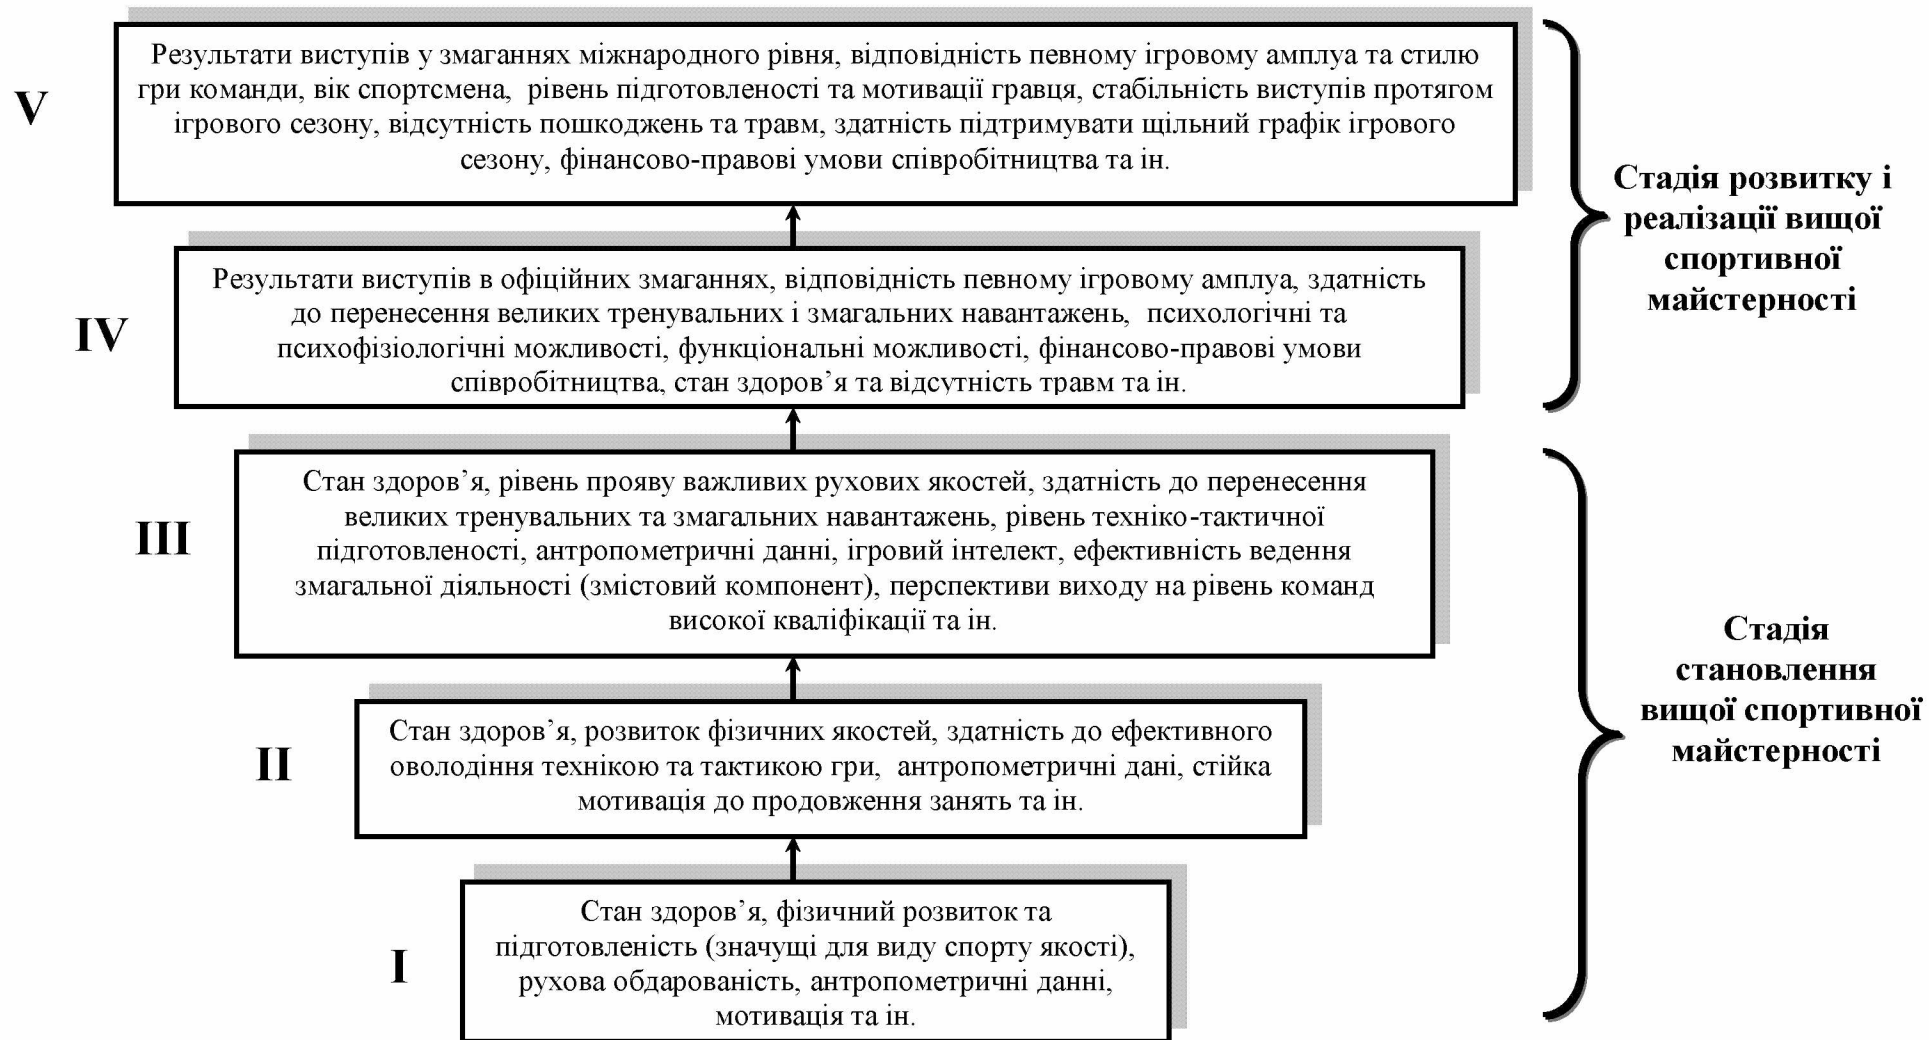 V
Результати виступів у змаганнях міжнародного рівня, відповідність певному ігровому амплуа та стилю
гри команди, вік спортсмена, рівень підготовленості та мотивації гравця, стабільність виступів протягом
ігрового сезону, відсутність пошкоджень та травм, здатність підтримувати щільний графік ігрового
сезону, фінансово-правові умови співробітництва та ін.
IV
Результати виступів в офіційних змаганнях, відповідність певному ігровому амплуа, здатність
до перенесення великих тренувальних і змагальних навантажень, психологічні та
психофізіологічні можливості, функціональні можливості, фінансово-правові умови
співробітництва, стан здоров’я та відсутність травм та ін.
Стадія розвитку і
реалізації вищої
спортивної
майстерності
III
Стан здоров’я, рівень прояву важливих рухових якостей, здатність до перенесення
великих тренувальних та змагальних навантажень, рівень техніко-тактичної
підготовленості, антропометричні данні, ігровий інтелект, ефективність ведення
змагальної діяльності (змістовий компонент), перспективи виходу на рівень команд
високої кваліфікації та ін.
II
Стан здоров’я, розвиток фізичних якостей, здатність до ефективного
оволодіння технікою та тактикою гри, антропометричні дані, стійка
мотивація до продовження занять та ін.
I
Стан здоров’я, фізичний розвиток та
підготовленість (значущі для виду спорту якості),
рухова обдарованість, антропометричні данні,
мотивація та ін.
Стадія
становлення
вищої спортивної
майстерності